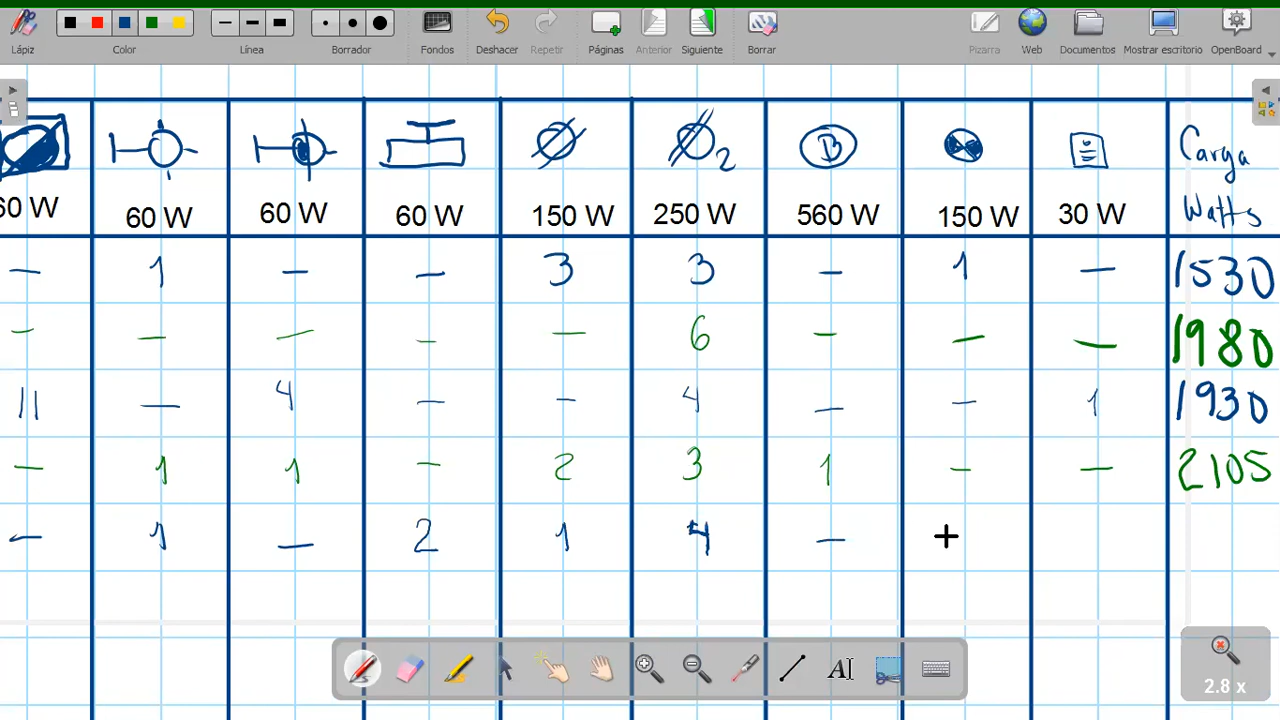 Lápiz Color Línea Borrador Fondos Deshacer Repetir Páginas Anterior Siguiente Borrar Pizarra Web Documentos Mostrar escritorio OpenBoard
2 B Carga
60 W 60 W 60 W 60 W 150 W 250 W 560 W 150 W 30 W Watts
— 1 — — 3 3 — 1 — 1530
- — — - — 6 - — — 1980
11 — 4 — - 4 — - 1 1930
— 1 1 - 2 3 1 - — 2105
— 1 — 2 1 4 —
2.8 x